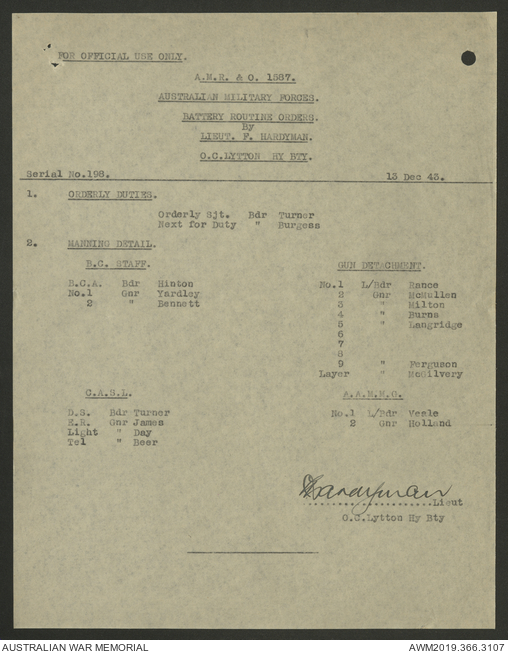 FOR OFFICIAL USE ONLY.
A.M.R. & O. 1587.
AUSTRALIAN MILITARY FORCES.
BATTERY ROUTINE ORDERS.
By
LIEUT. F. HARDYMAN.
O.C.LYTTON HY BTY.
Serial No.198. 13 Dec 43.
1. ORDERLY DUTIES.
Orderly Sjt. Bdr Turner
Next for Duty " Burgess
2. MANNING DETAIL.
B.C. STAFF.
B.C.A. Bdr Hinton
No.1 Gnr Yardley
2 " Bennett
GUN DETACHMENT.
No.1 L/Bdr Rance
2 Gnr McMullen
3 " Milton
4 " Burns
5 " Langridge
6
7
8
9 " Ferguson
Layer " McGilvery
C.A.S.L.
D.S. Bdr Turner
E.R. Gnr James
Light " Day
Tel " Beer
A.A.M.M.G.
No.1 L/Bdr Veale
2 Gnr Holland
Hardyman
Lieut
O.C.Lytton Hy Bty
AUSTRALIAN WAR MEMORIAL AWM2019.366.3107